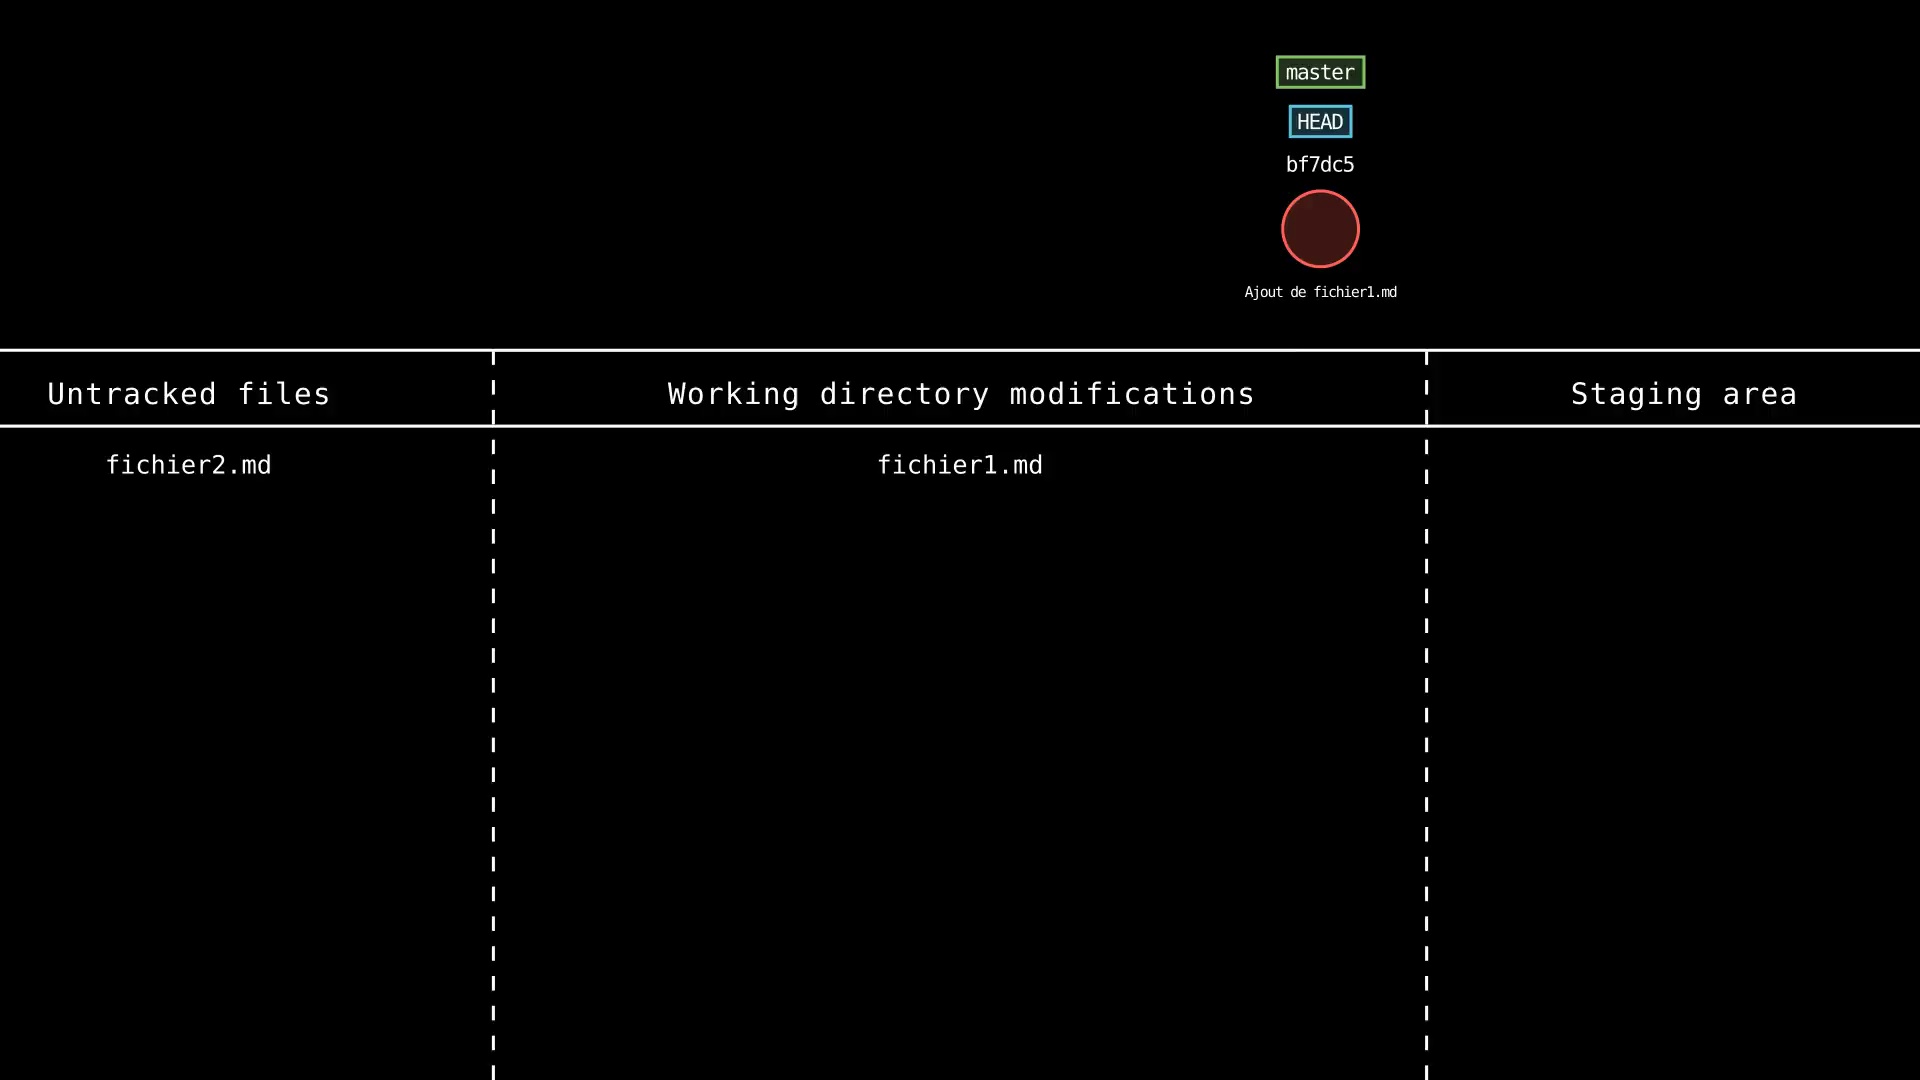 master
HEAD
bf7dc5
Ajout de fichier1.md
Untracked files
Working directory modifications
Staging area
fichier2.md
fichier1.md